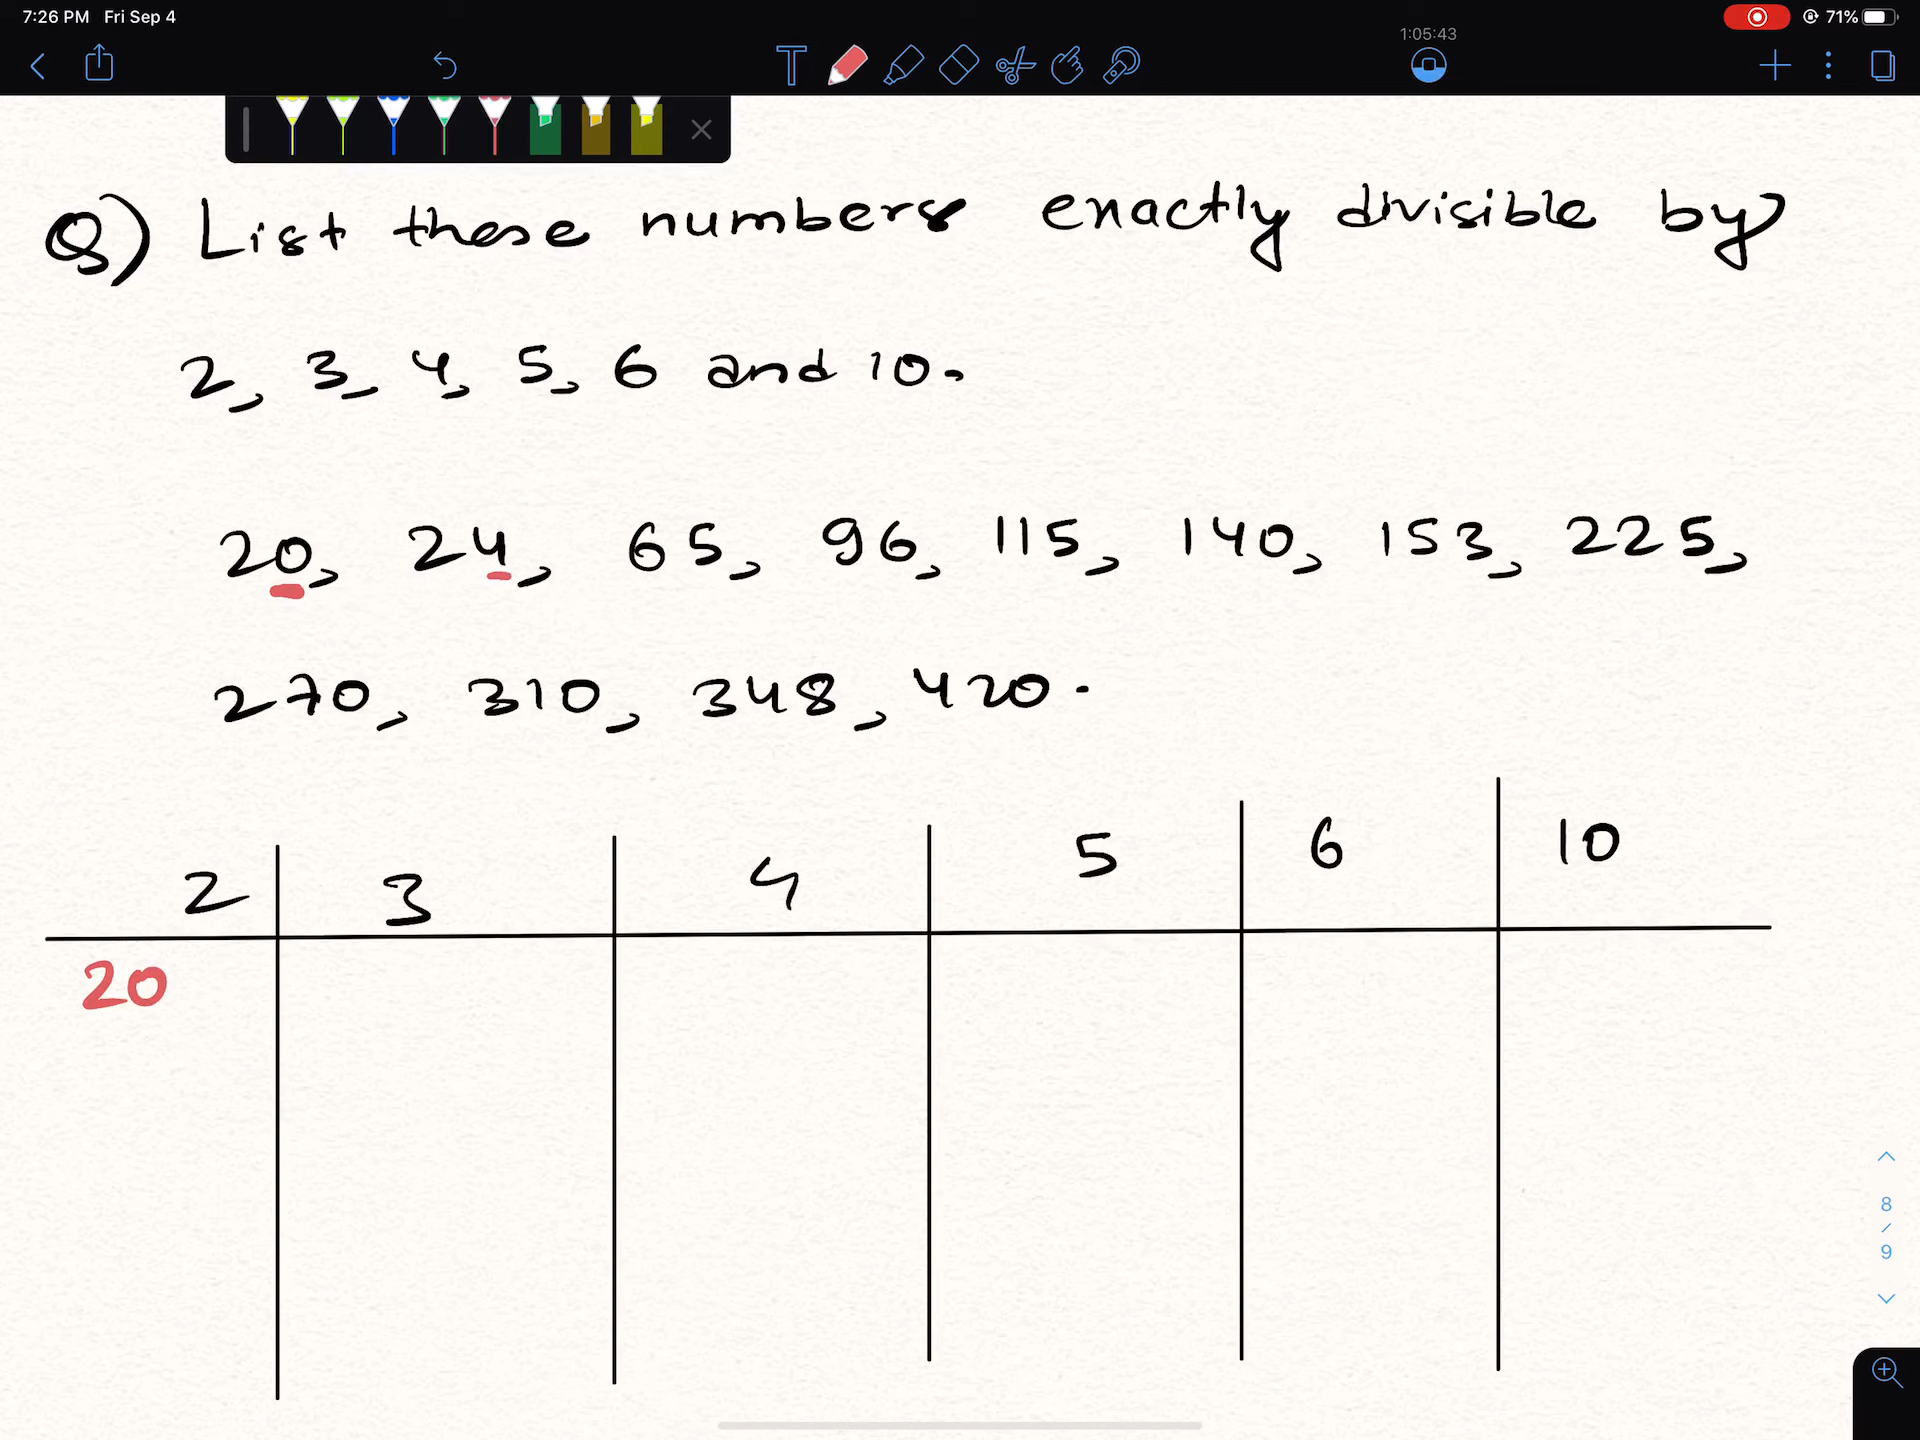 7:26 PM Fri Sep 4
71%
1:05:43
Q) List these numbers exactly divisible by
2, 3, 4, 5, 6 and 10.
20, 24, 65, 96, 115, 140, 153, 225,
270, 310, 348, 420.
2 3 4 5 6 10
20
8
/
9